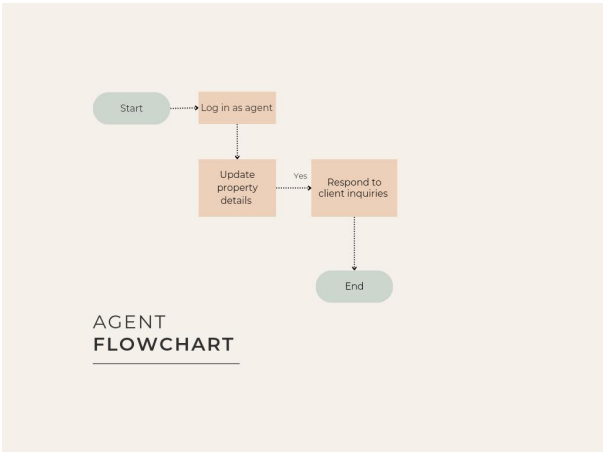 Start
Log in as agent
Update
property
details
Yes
Respond to
client inquiries
End
AGENT
FLOWCHART